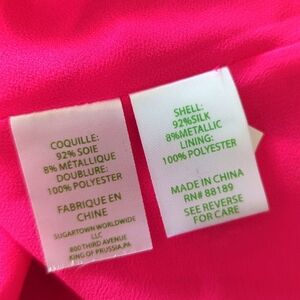 COQUILLE:
92% SOIE
8% MÉTALLIQUE
DOUBLURE:
100% POLYESTER
FABRIQUE EN
CHINE
SUGARTOWN WORLDWIDE
LLC
800 THIRD AVENUE
KING OF PRUSSIA.PA
SHELL:
92%SILK
8%METALLIC
LINING:
100% POLYESTER
MADE IN CHINA
RN# 88189
SEE REVERSE
FOR CARE